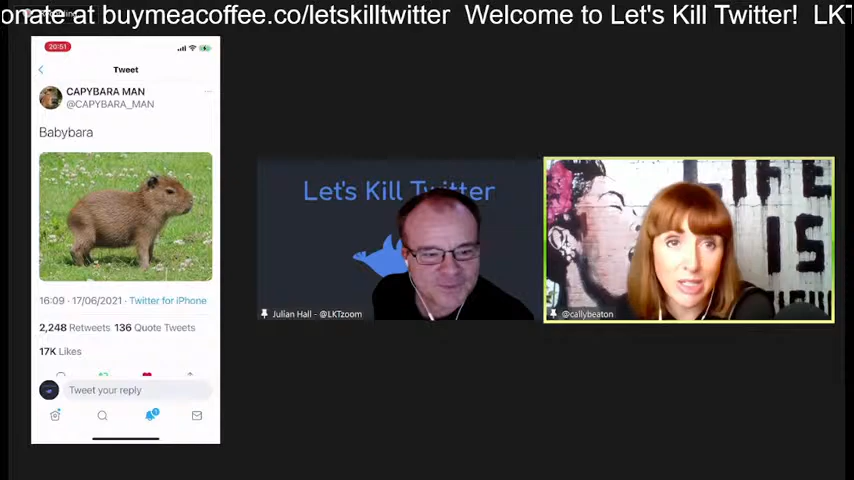 onate at buymeacoffee.co/letskilltwitter Welcome to Let's Kill Twitter! LKT
20:51
Tweet
CAPYBARA MAN
@CAPYBARA_MAN
Babybara
16:09 · 17/06/2021 · Twitter for iPhone
2,248 Retweets 136 Quote Tweets
17K Likes
Tweet your reply
1
Let's Kill Twitter
Julian Hall - @LKTzoom
LIFE
IS
@callybeaton